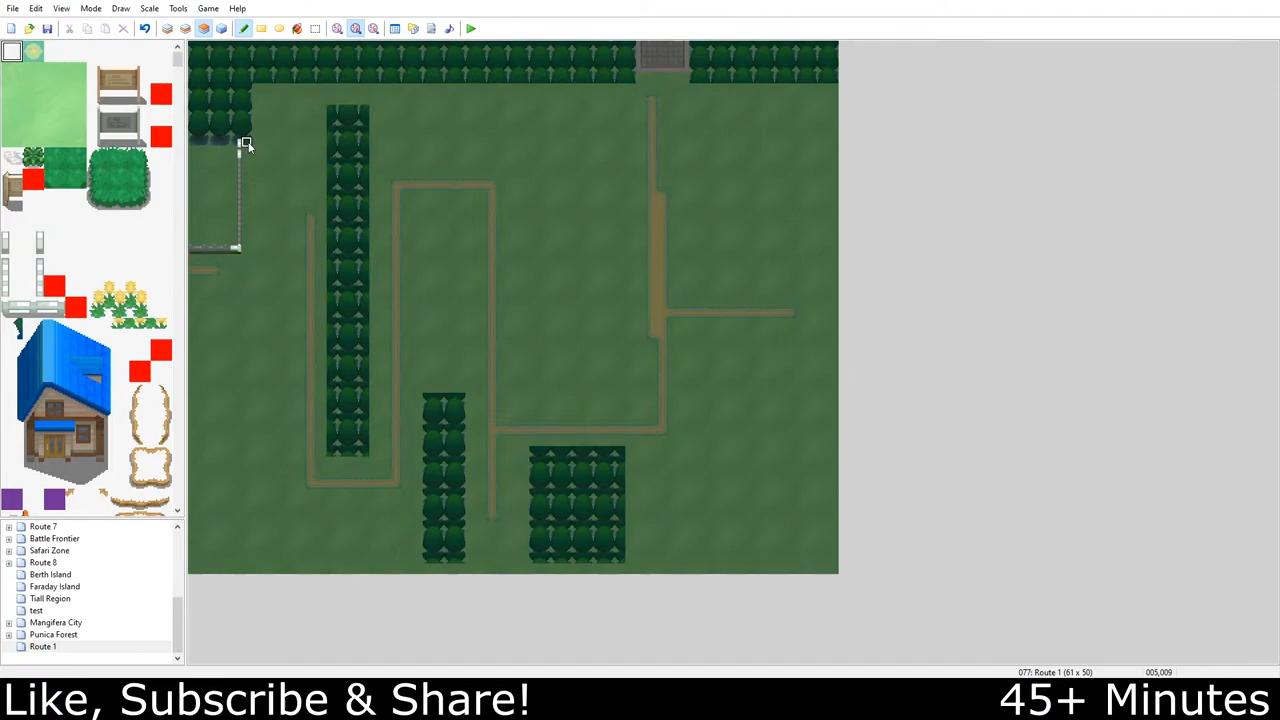 File Edit View Mode Draw Scale Tools Game Help
Route 7
Battle Frontier
Safari Zone
Route 8
Berth Island
Faraday Island
Tiall Region
test
Mangifera City
Punica Forest
Route 1
077: Route 1 (61 x 50) 005,009
Like, Subscribe & Share! 45+ Minutes